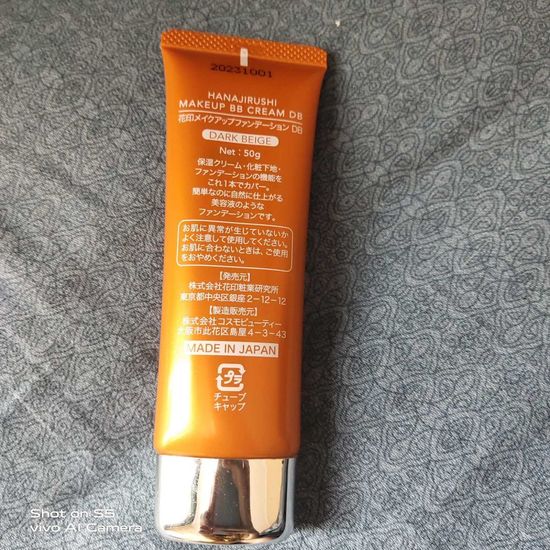 20231001
HANAJIRUSHI
MAKEUP BB CREAM DB
花印メイクアップファンデーション DB
DARK BEIGE
Net : 50g
保湿クリーム・化粧下地・
ファンデーションの機能を
これ1本でカバー。
簡単なのに自然に仕上がる
美容液のような
ファンデーションです。
お肌に異常が生じていないか
よく注意して使用してください。
お肌に合わないときは、ご使用
をおやめください。
【発売元】
株式会社花印粧業研究所
東京都中央区銀座2-12-12
【製造販売元】
株式会社コスモビューティー
大阪市此花区島屋4-3-43
MADE IN JAPAN
プラ
チューブ
キャップ
Shot on S5
vivo AI Camera